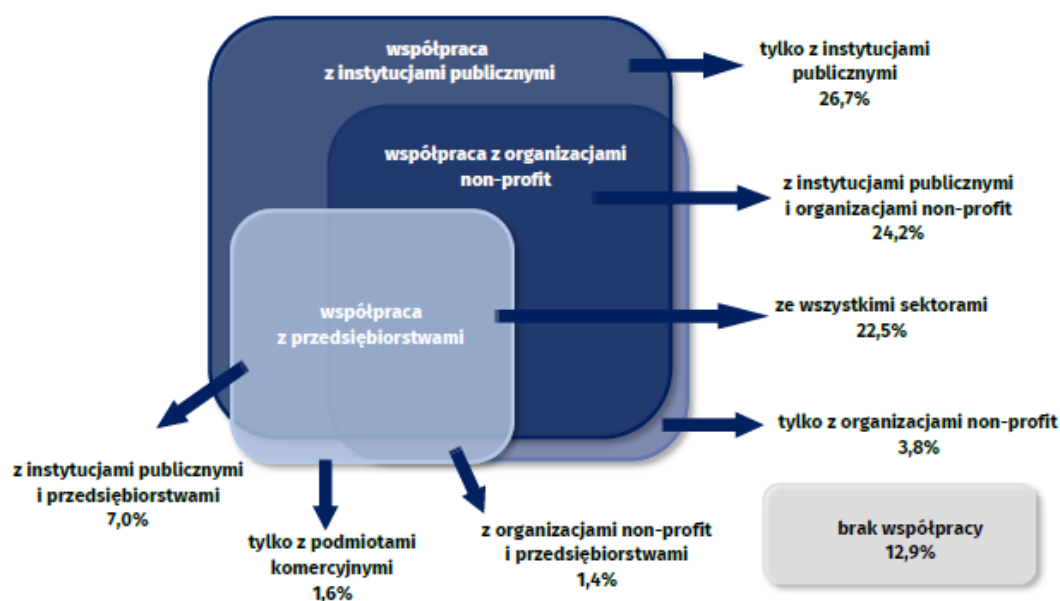 współpraca
z instytucjami publicznymi
tylko z instytucjami
publicznymi
26,7%
współpraca z organizacjami
non-profit
z instytucjami publicznymi
i organizacjami non-profit
24,2%
współpraca
z przedsiębiorstwami
ze wszystkimi sektorami
22,5%
tylko z organizacjami non-profit
3,8%
z instytucjami publicznymi
i przedsiębiorstwami
7,0%
tylko z podmiotami
komercyjnymi
1,6%
z organizacjami non-profit
i przedsiębiorstwami
1,4%
brak współpracy
12,9%